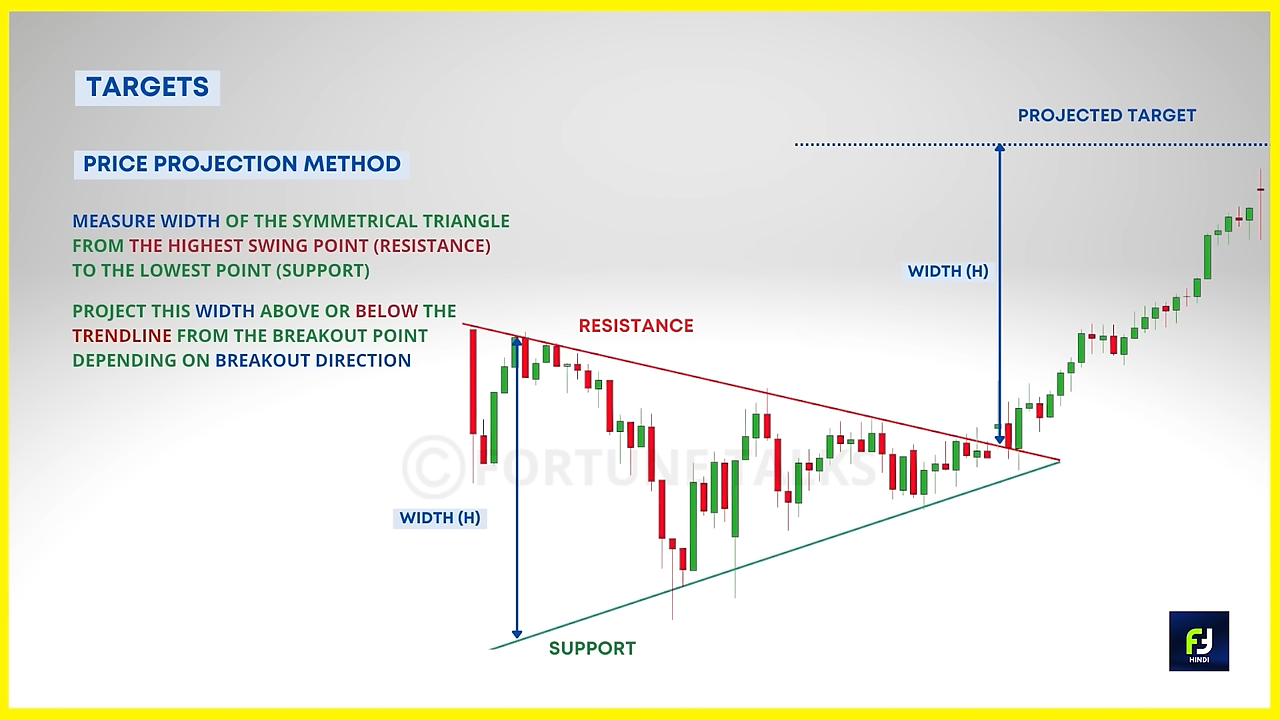 TARGETS
PROJECTED TARGET
PRICE PROJECTION METHOD
MEASURE WIDTH OF THE SYMMETRICAL TRIANGLE
FROM THE HIGHEST SWING POINT (RESISTANCE)
TO THE LOWEST POINT (SUPPORT)
WIDTH (H)
PROJECT THIS WIDTH ABOVE OR BELOW THE
TRENDLINE FROM THE BREAKOUT POINT
DEPENDING ON BREAKOUT DIRECTION
RESISTANCE
© FORTUNE TALKS
WIDTH (H)
SUPPORT
HINDI